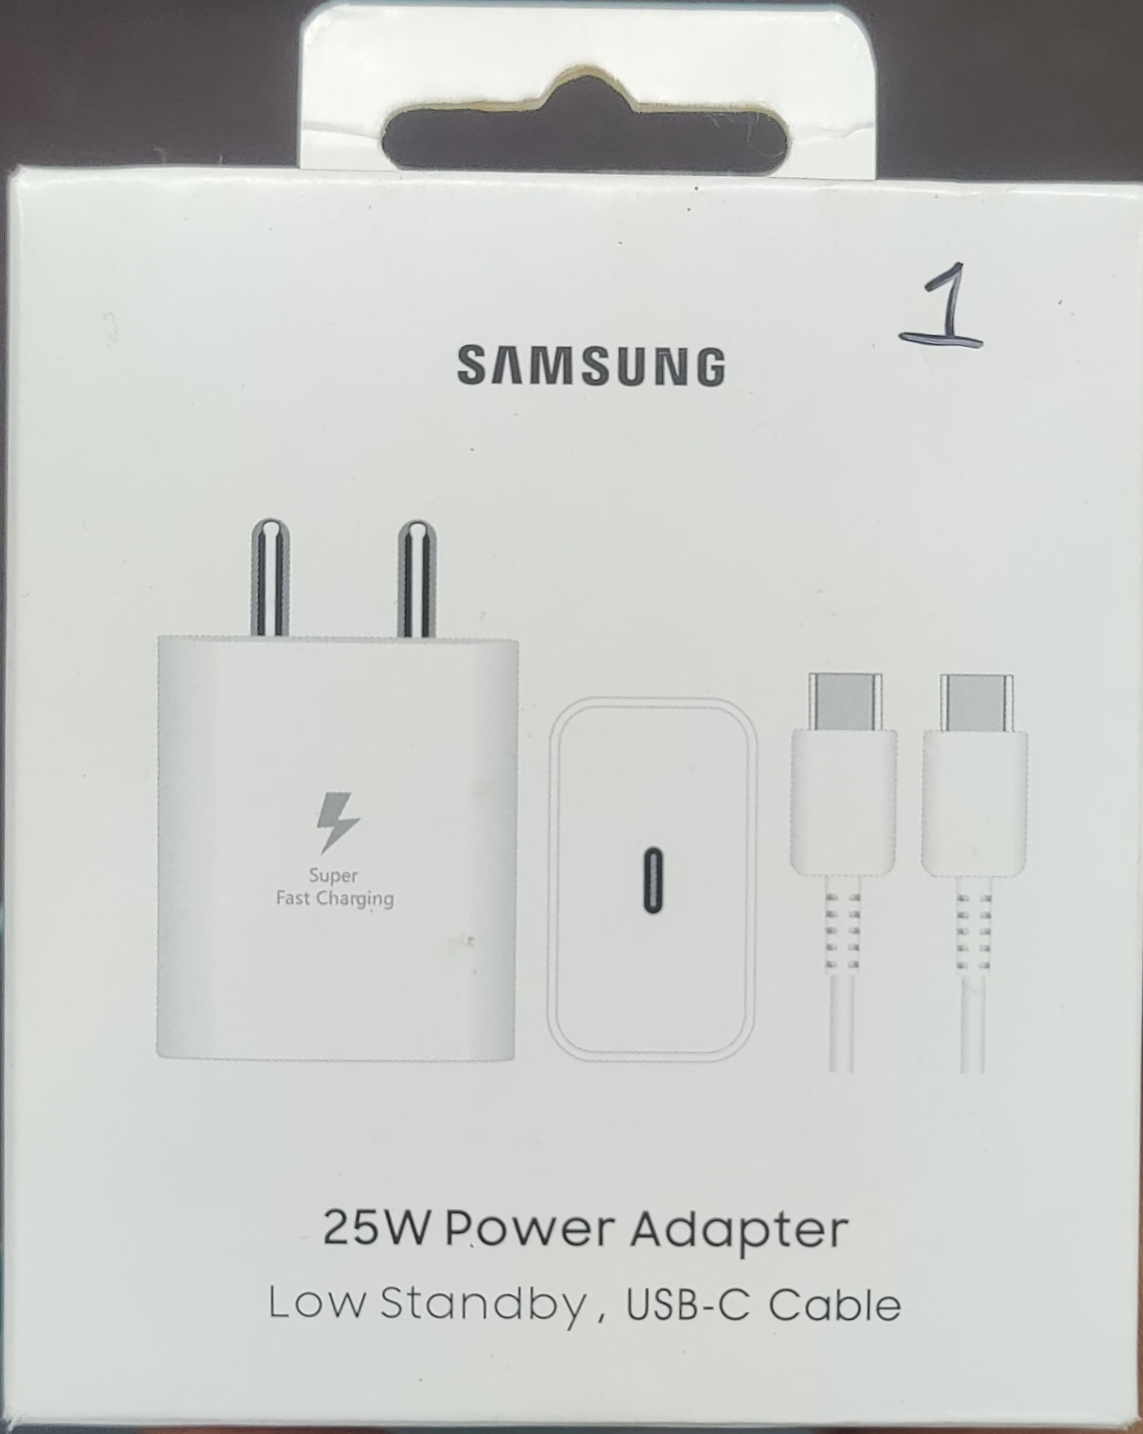 1
SAMSUNG
Super
Fast Charging
25W Power Adapter
Low Standby, USB-C Cable